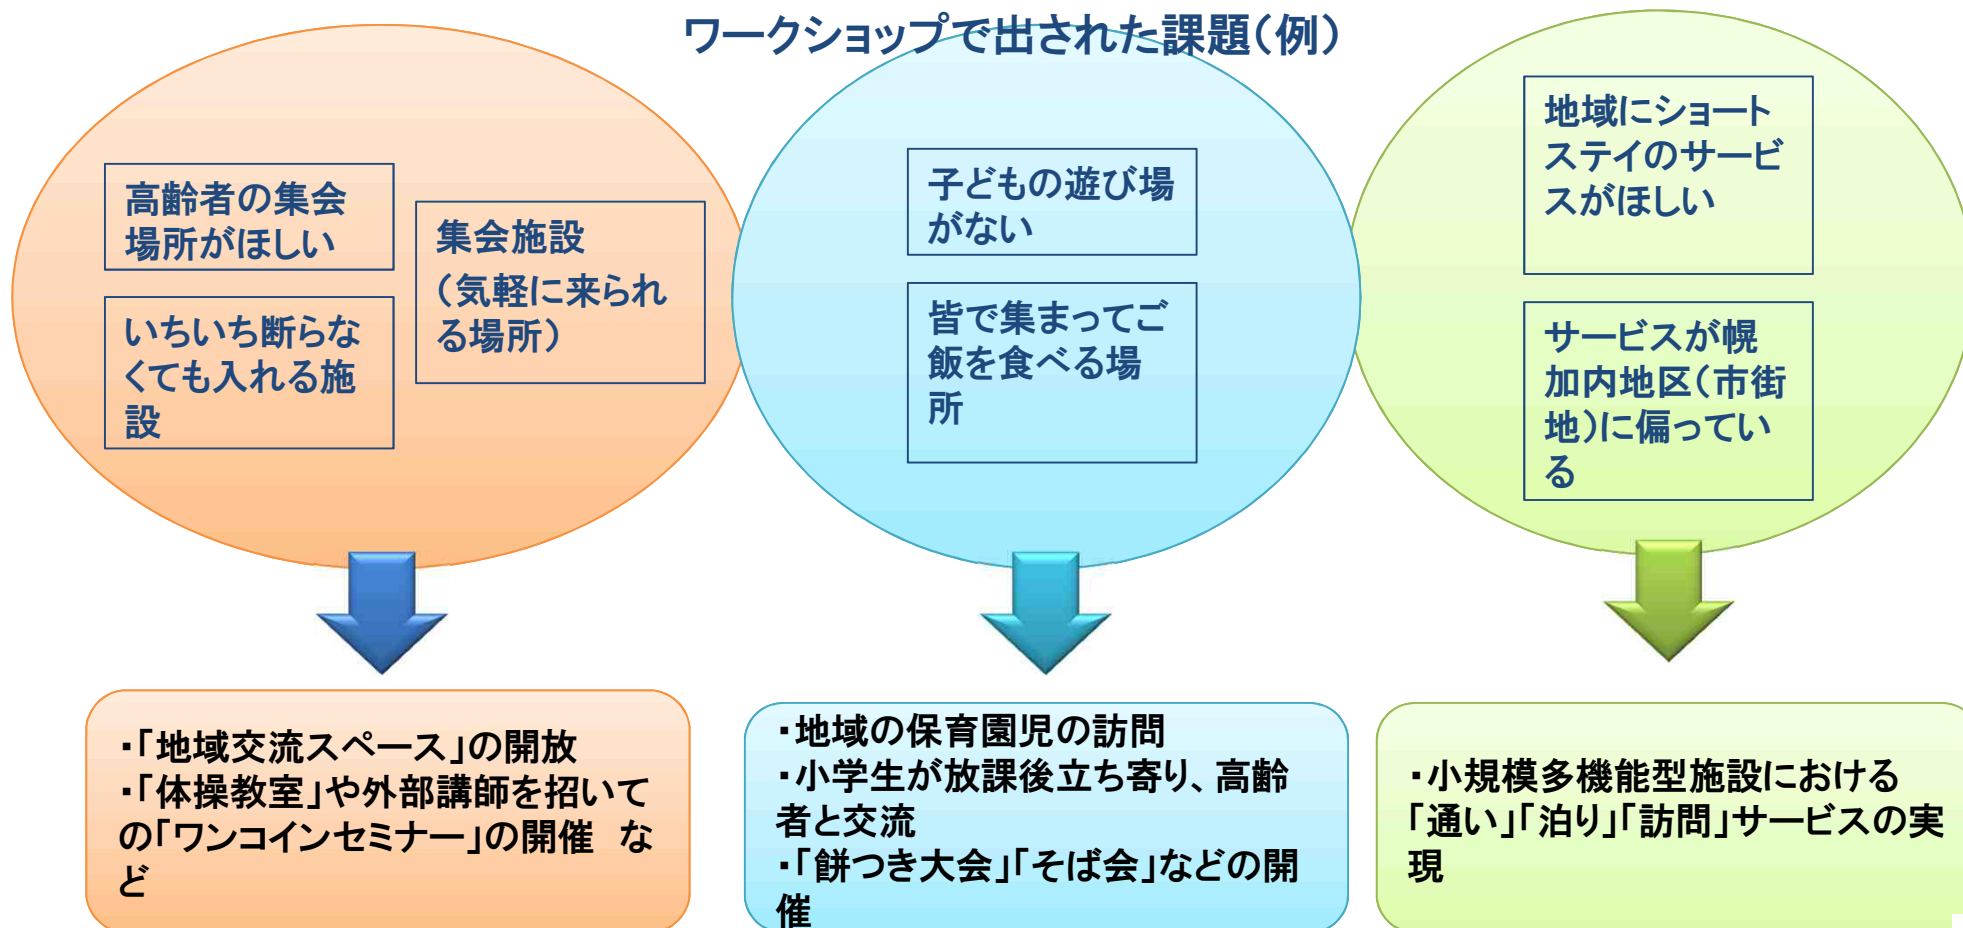 ワークショップで出された課題（例）
高齢者の集会
場所がほしい
いちいち断らな
くても入れる施
設
集会施設
（気軽に来られ
る場所）
子どもの遊び場
がない
皆で集まってご
飯を食べる場
所
地域にショート
ステイのサービ
スがほしい
サービスが幌
加内地区（市街
地）に偏ってい
る
・「地域交流スペース」の開放
・「体操教室」や外部講師を招いて
の「ワンコインセミナー」の開催　な
ど
・地域の保育園児の訪問
・小学生が放課後立ち寄り、高齢
者と交流
・「餅つき大会」「そば会」などの開
催
・小規模多機能型施設における
「通い」「泊り」「訪問」サービスの実
現